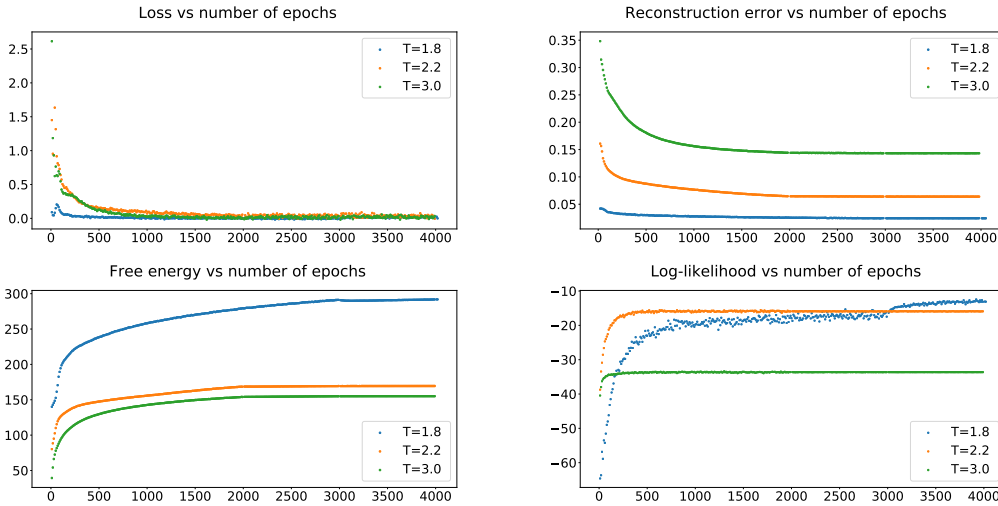 Loss vs number of epochs
2.5
2.0
1.5
1.0
0.5
0.0
0 500 1000 1500 2000 2500 3000 3500 4000
T=1.8
T=2.2
T=3.0
Reconstruction error vs number of epochs
0.35
0.30
0.25
0.20
0.15
0.10
0.05
0 500 1000 1500 2000 2500 3000 3500 4000
T=1.8
T=2.2
T=3.0
Free energy vs number of epochs
300
250
200
150
100
50
0 500 1000 1500 2000 2500 3000 3500 4000
T=1.8
T=2.2
T=3.0
Log-likelihood vs number of epochs
−10
−20
−30
−40
−50
−60
0 500 1000 1500 2000 2500 3000 3500 4000
T=1.8
T=2.2
T=3.0